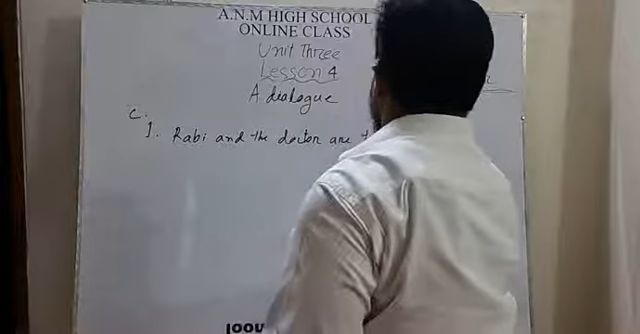 A.N.M HIGH SCHOOL
ONLINE CLASS
Unit Three
Lesson 4
A dialogue
C.
1. Rabi and the doctor are